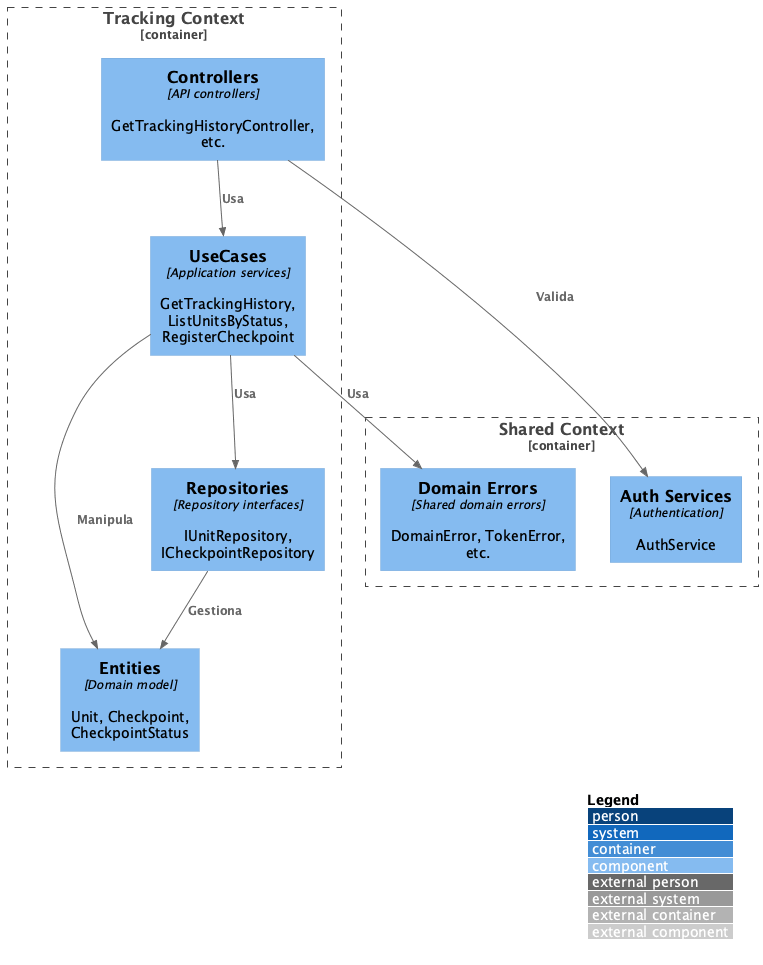 Tracking Context
[container]
Controllers
[API controllers]
GetTrackingHistoryController,
etc.
Usa
Valida
UseCases
[Application services]
GetTrackingHistory,
ListUnitsByStatus,
RegisterCheckpoint
Usa
Usa
Manipula
Shared Context
[container]
Repositories
[Repository interfaces]
IUnitRepository,
ICheckpointRepository
Domain Errors
[Shared domain errors]
DomainError, TokenError,
etc.
Auth Services
[Authentication]
AuthService
Gestiona
Entities
[Domain model]
Unit, Checkpoint,
CheckpointStatus
Legend
person
system
container
component
external person
external system
external container
external component